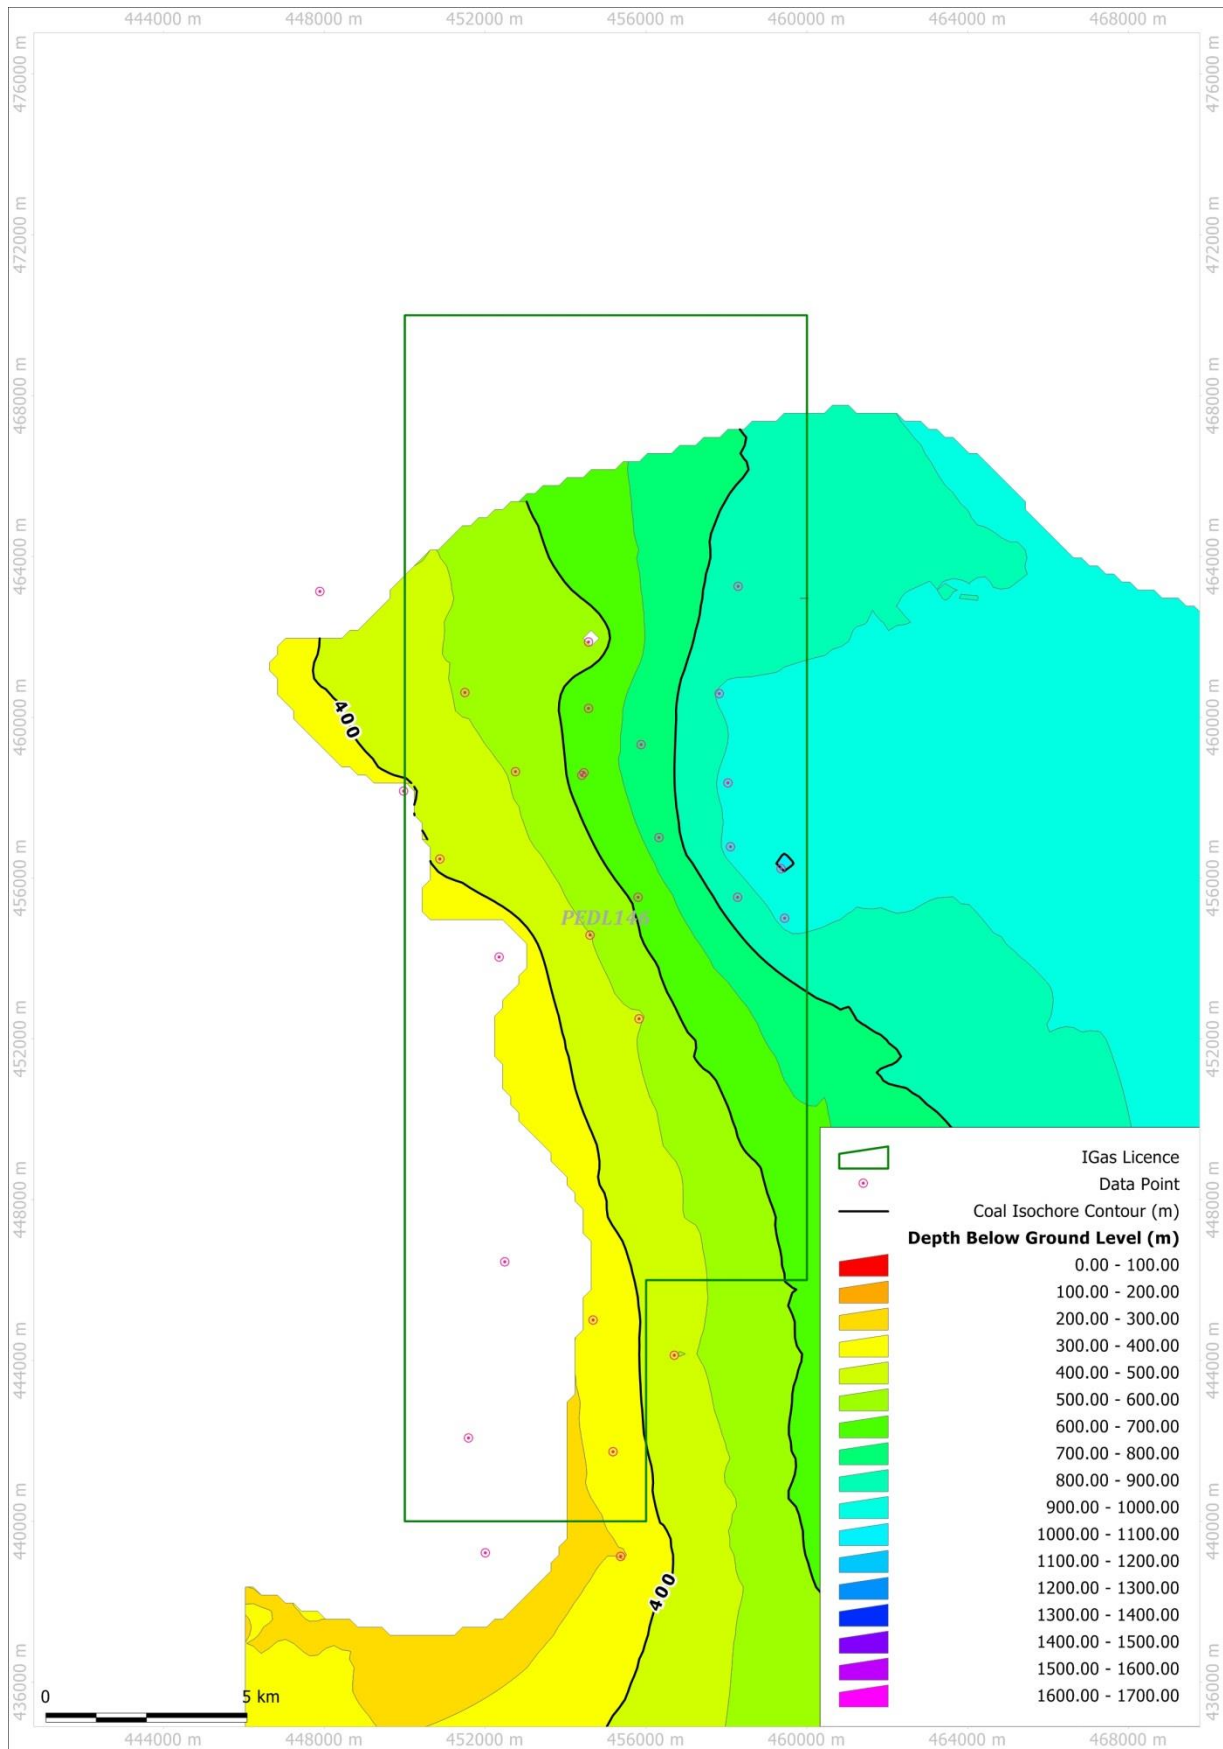 444000 m 448000 m 452000 m 456000 m 460000 m 464000 m 468000 m
476000 m 476000 m
472000 m 472000 m
468000 m 468000 m
464000 m 464000 m
460000 m 460000 m
400
456000 m 456000 m
452000 m 452000 m
448000 m 448000 m
444000 m 444000 m
440000 m 440000 m
400
436000 m 436000 m
IGas Licence
Data Point
Coal Isochore Contour (m)
Depth Below Ground Level (m)
0.00 - 100.00
100.00 - 200.00
200.00 - 300.00
300.00 - 400.00
400.00 - 500.00
500.00 - 600.00
600.00 - 700.00
700.00 - 800.00
800.00 - 900.00
900.00 - 1000.00
1000.00 - 1100.00
1100.00 - 1200.00
1200.00 - 1300.00
1300.00 - 1400.00
1400.00 - 1500.00
1500.00 - 1600.00
1600.00 - 1700.00
0 5 km
444000 m 448000 m 452000 m 456000 m 460000 m 464000 m 468000 m